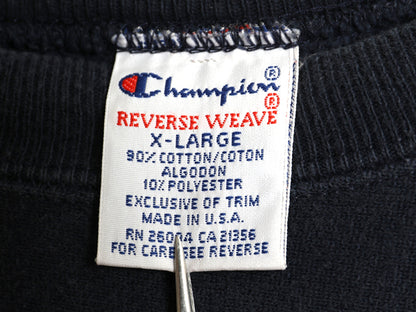 Champion®
®
REVERSE WEAVE
X-LARGE
90% COTTON/COTON
ALGODON
10% POLYESTER
EXCLUSIVE OF TRIM
MADE IN U.S.A.
RN 26094 CA 21356
FOR CARE SEE REVERSE